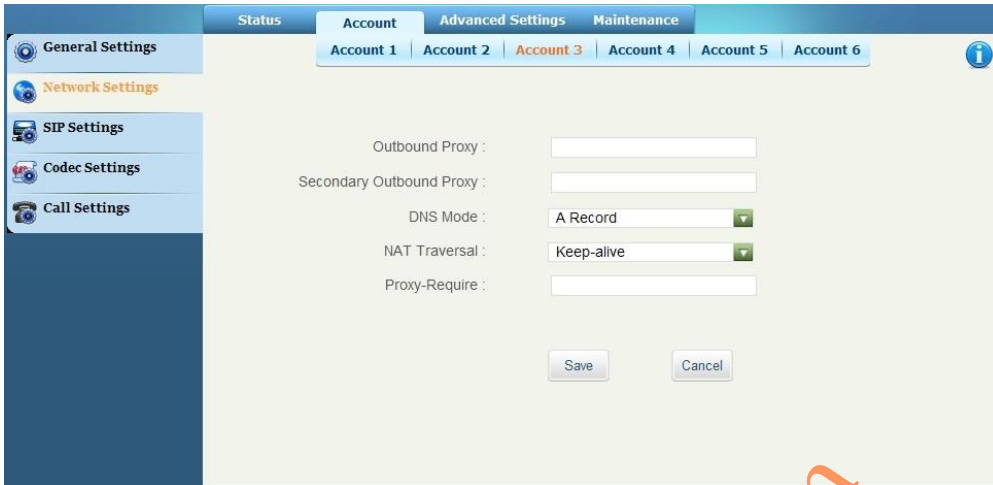 Status Account Advanced Settings Maintenance
Account 1 Account 2 Account 3 Account 4 Account 5 Account 6
General Settings
Network Settings
SIP Settings
Codec Settings
Call Settings
Outbound Proxy :
Secondary Outbound Proxy :
DNS Mode : A Record
NAT Traversal : Keep-alive
Proxy-Require :
Save Cancel